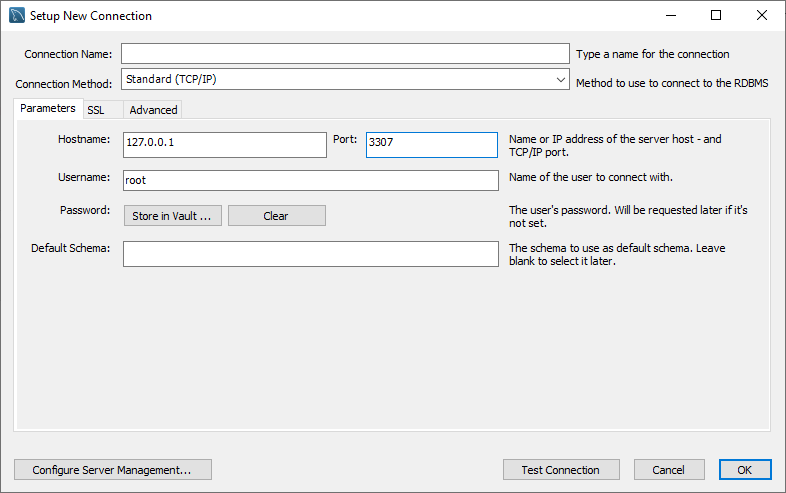 Setup New Connection
Connection Name: Type a name for the connection
Connection Method: Standard (TCP/IP) Method to use to connect to the RDBMS
Parameters SSL Advanced
Hostname: 127.0.0.1 Port: 3307 Name or IP address of the server host - and
TCP/IP port.
Username: root Name of the user to connect with.
Password: Store in Vault ... Clear The user's password. Will be requested later if it's
not set.
Default Schema: The schema to use as default schema. Leave
blank to select it later.
Configure Server Management... Test Connection Cancel OK